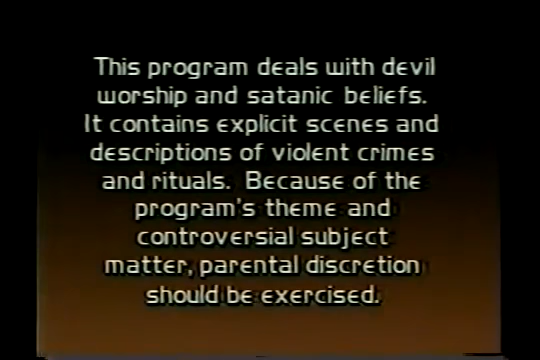 This program deals with devil
worship and satanic beliefs.
It contains explicit scenes and
descriptions of violent crimes
and rituals. Because of the
program's theme and
controversial subject
matter, parental discretion
should be exercised.